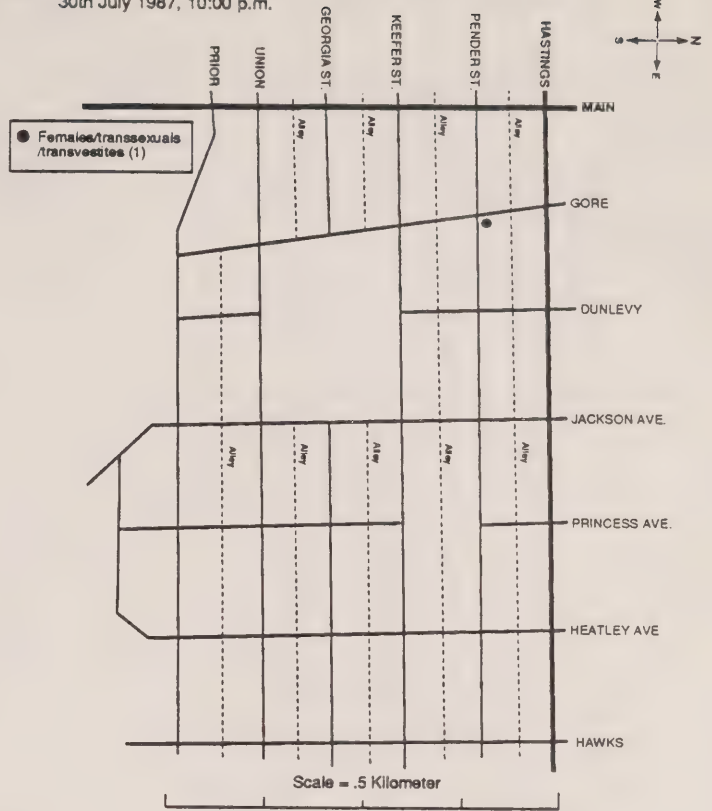 30th July 1987, 10:00 p.m.
W
S
N
E
PRIOR
UNION
GEORGIA ST.
KEEFER ST.
PENDER ST.
HASTINGS
MAIN
Females/transsexuals
/transvestites (1)
Alley
Alley
Alley
Alley
GORE
DUNLEVY
JACKSON AVE.
Alley
Alley
Alley
Alley
Alley
PRINCESS AVE.
HEATLEY AVE
HAWKS
Scale = .5 Kilometer